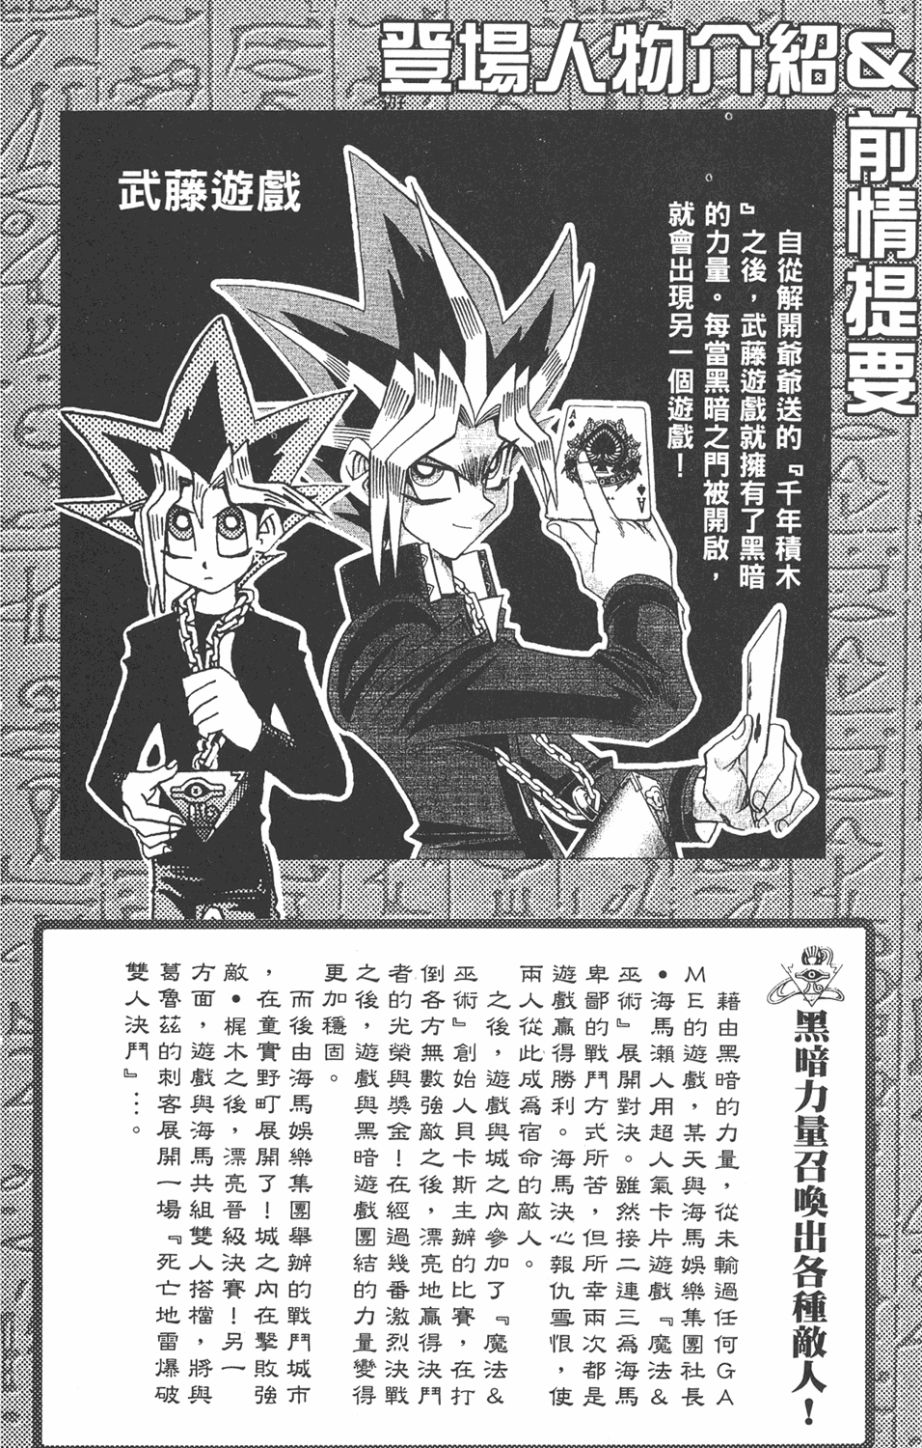 登場人物介紹&
前情提要
武藤遊戲
自從解開爺爺送的『千年積木
』之後，武藤遊戲就擁有了黑暗
的力量。每當黑暗之門被開啟，
就會出現另一個遊戲！
A
A
黑暗力量召喚出各種敵人！
藉由黑暗的力量，從未輸過任何GA
ME的遊戲，某天與海馬娛樂集團社長
•海馬瀨人用超人氣卡片遊戲『魔法&
巫術』展開對決。雖然接二連三為海馬
卑鄙的戰鬥方式所苦，但所幸兩次都是
遊戲贏得勝利。海馬決心報仇雪恨，使
兩人從此成為宿命的敵人。
之後，遊戲與城之內參加了『魔法&
巫術』創始人貝卡斯主辦的比賽，在打
倒各方無數強敵之後，漂亮地贏得決鬥
者的光榮與獎金！在經過幾番激烈決戰
之後，遊戲與黑暗遊戲團結的力量變得
更加穩固。
而後由海馬娛樂集團舉辦的戰鬥城市
，在童實野町展開了！城之內在擊敗強
敵•梶木之後，漂亮晉級決賽！另一
方面，遊戲與海馬共組雙人搭檔，將與
葛魯茲的刺客展開一場『死亡地雷爆破
雙人決鬥』…。